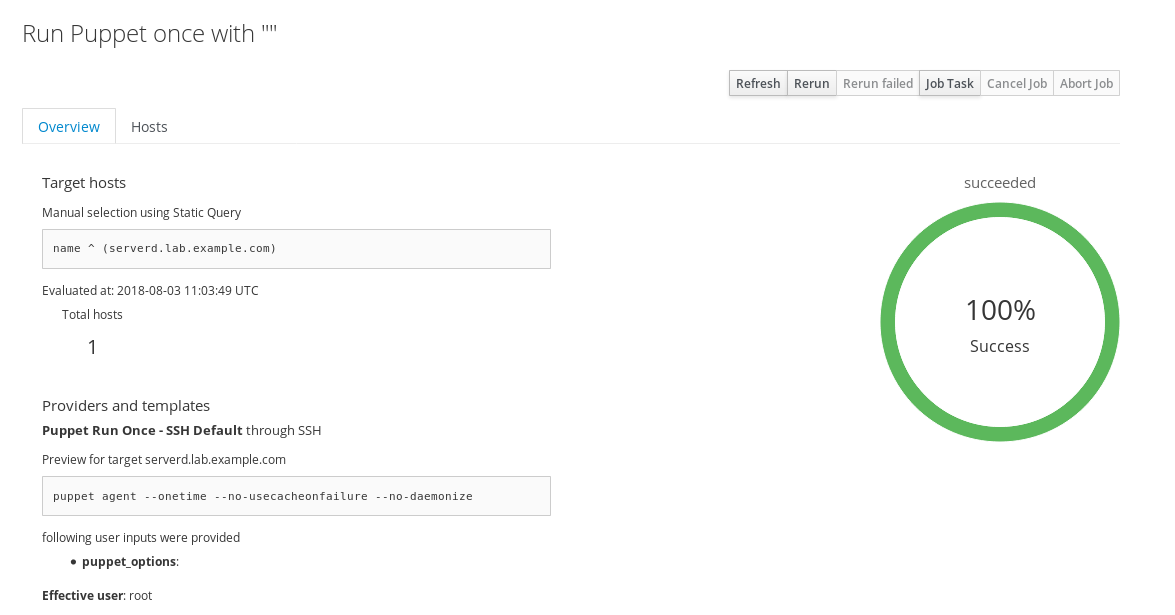 Run Puppet once with ""
Refresh Rerun Rerun failed Job Task Cancel Job Abort Job
Overview Hosts
Target hosts
succeeded
Manual selection using Static Query
name ^ (serverd.lab.example.com)
Evaluated at: 2018-08-03 11:03:49 UTC
Total hosts
1
100%
Success
Providers and templates
Puppet Run Once - SSH Default through SSH
Preview for target serverd.lab.example.com
puppet agent --onetime --no-usecacheonfailure --no-daemonize
following user inputs were provided
• puppet_options:
Effective user: root